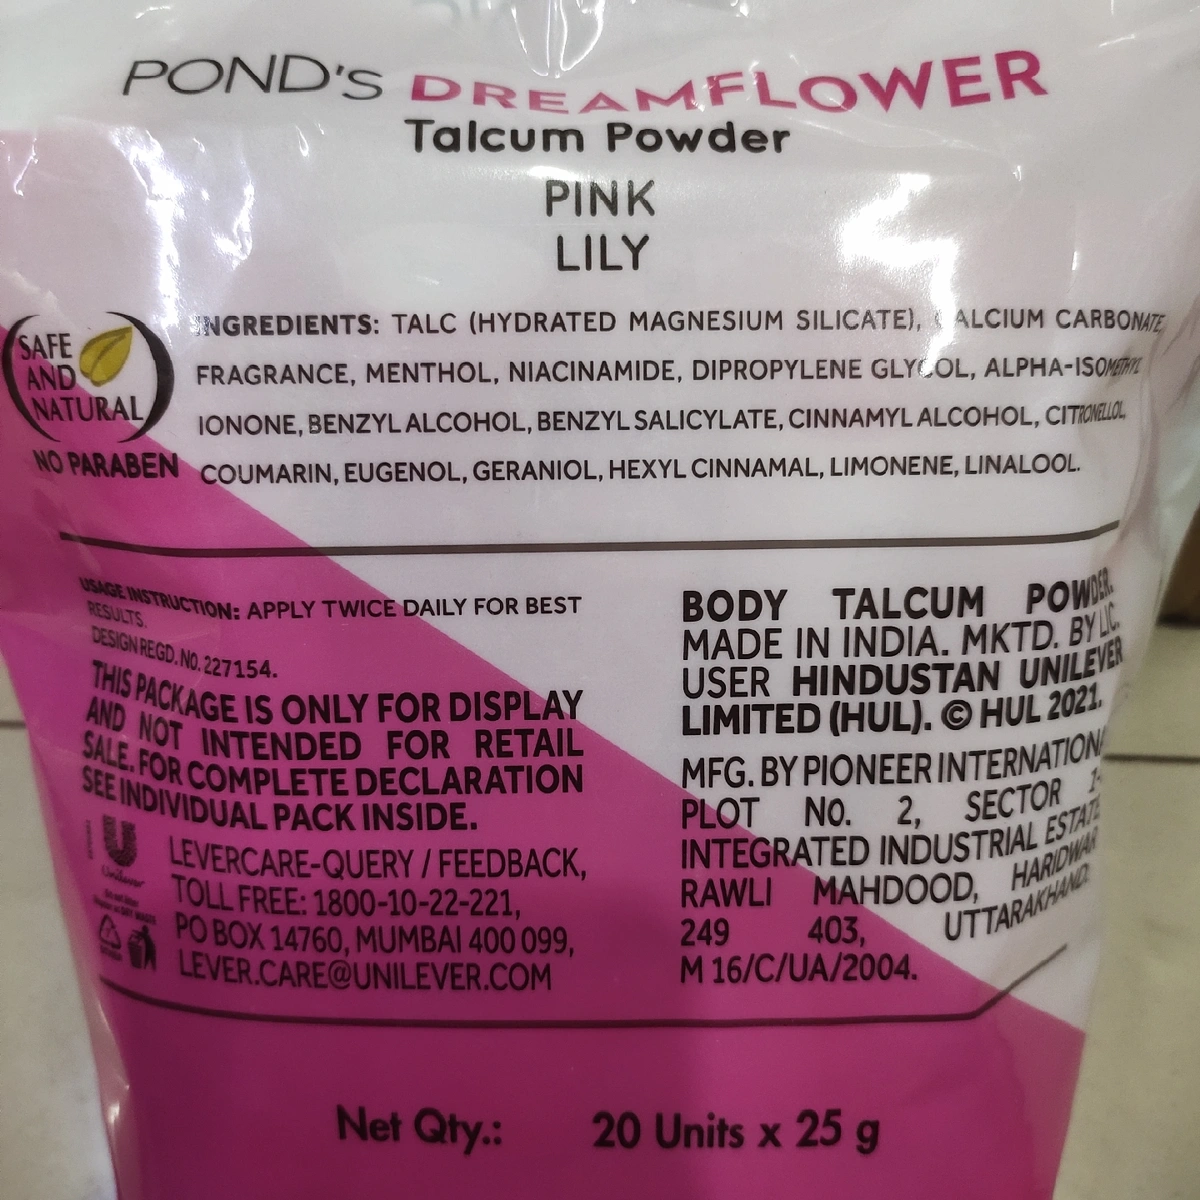 POND'S DREAMFLOWER
Talcum Powder
PINK
LILY
SAFE
AND
NATURAL
NO PARABEN
INGREDIENTS: TALC (HYDRATED MAGNESIUM SILICATE), CALCIUM CARBONATE,
FRAGRANCE, MENTHOL, NIACINAMIDE, DIPROPYLENE GLYCOL, ALPHA-ISOMETHYL
IONONE, BENZYL ALCOHOL, BENZYL SALICYLATE, CINNAMYL ALCOHOL, CITRONELLOL,
COUMARIN, EUGENOL, GERANIOL, HEXYL CINNAMAL, LIMONENE, LINALOOL.
USAGE INSTRUCTION: APPLY TWICE DAILY FOR BEST
RESULTS.
DESIGN REGD. NO. 227154.
THIS PACKAGE IS ONLY FOR DISPLAY
AND NOT INTENDED FOR RETAIL
SALE. FOR COMPLETE DECLARATION
SEE INDIVIDUAL PACK INSIDE.
Unilever
LEVERCARE-QUERY / FEEDBACK,
TOLL FREE: 1800-10-22-221,
PO BOX 14760, MUMBAI 400 099,
LEVER.CARE@UNILEVER.COM
BODY TALCUM POWDER.
MADE IN INDIA. MKTD. BY LIC.
USER HINDUSTAN UNILEVER
LIMITED (HUL). © HUL 2021.
MFG. BY PIONEER INTERNATIONA
PLOT NO. 2, SECTOR
INTEGRATED INDUSTRIAL ESTATE
RAWLI MAHDOOD, HARIDWAR
249 403, UTTARAKHAND.
M 16/C/UA/2004.
Net Qty.: 20 Units x 25 g